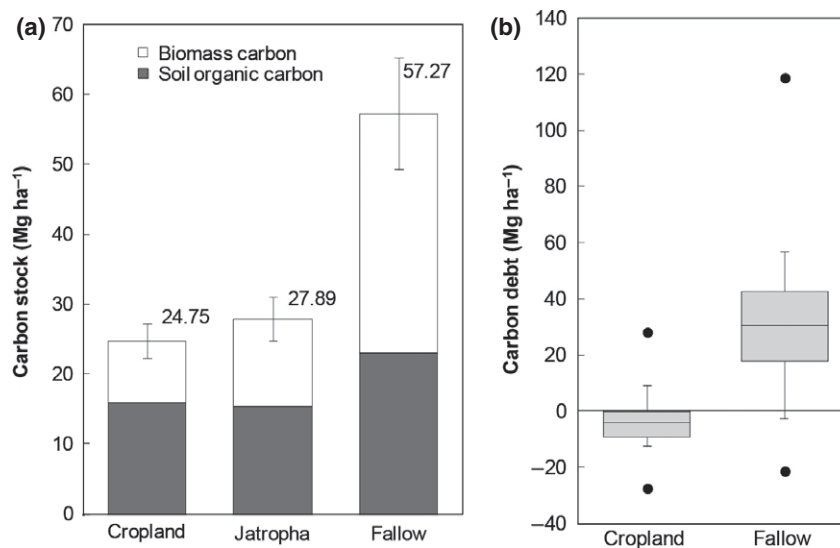 (a)
Biomass carbon
Soil organic carbon
Carbon stock (Mg ha⁻¹)
70
60
50
40
30
20
10
0
24.75
27.89
57.27
Cropland Jatropha Fallow
(b)
Carbon debt (Mg ha⁻¹)
140
120
100
80
60
40
20
0
–20
–40
Cropland Fallow